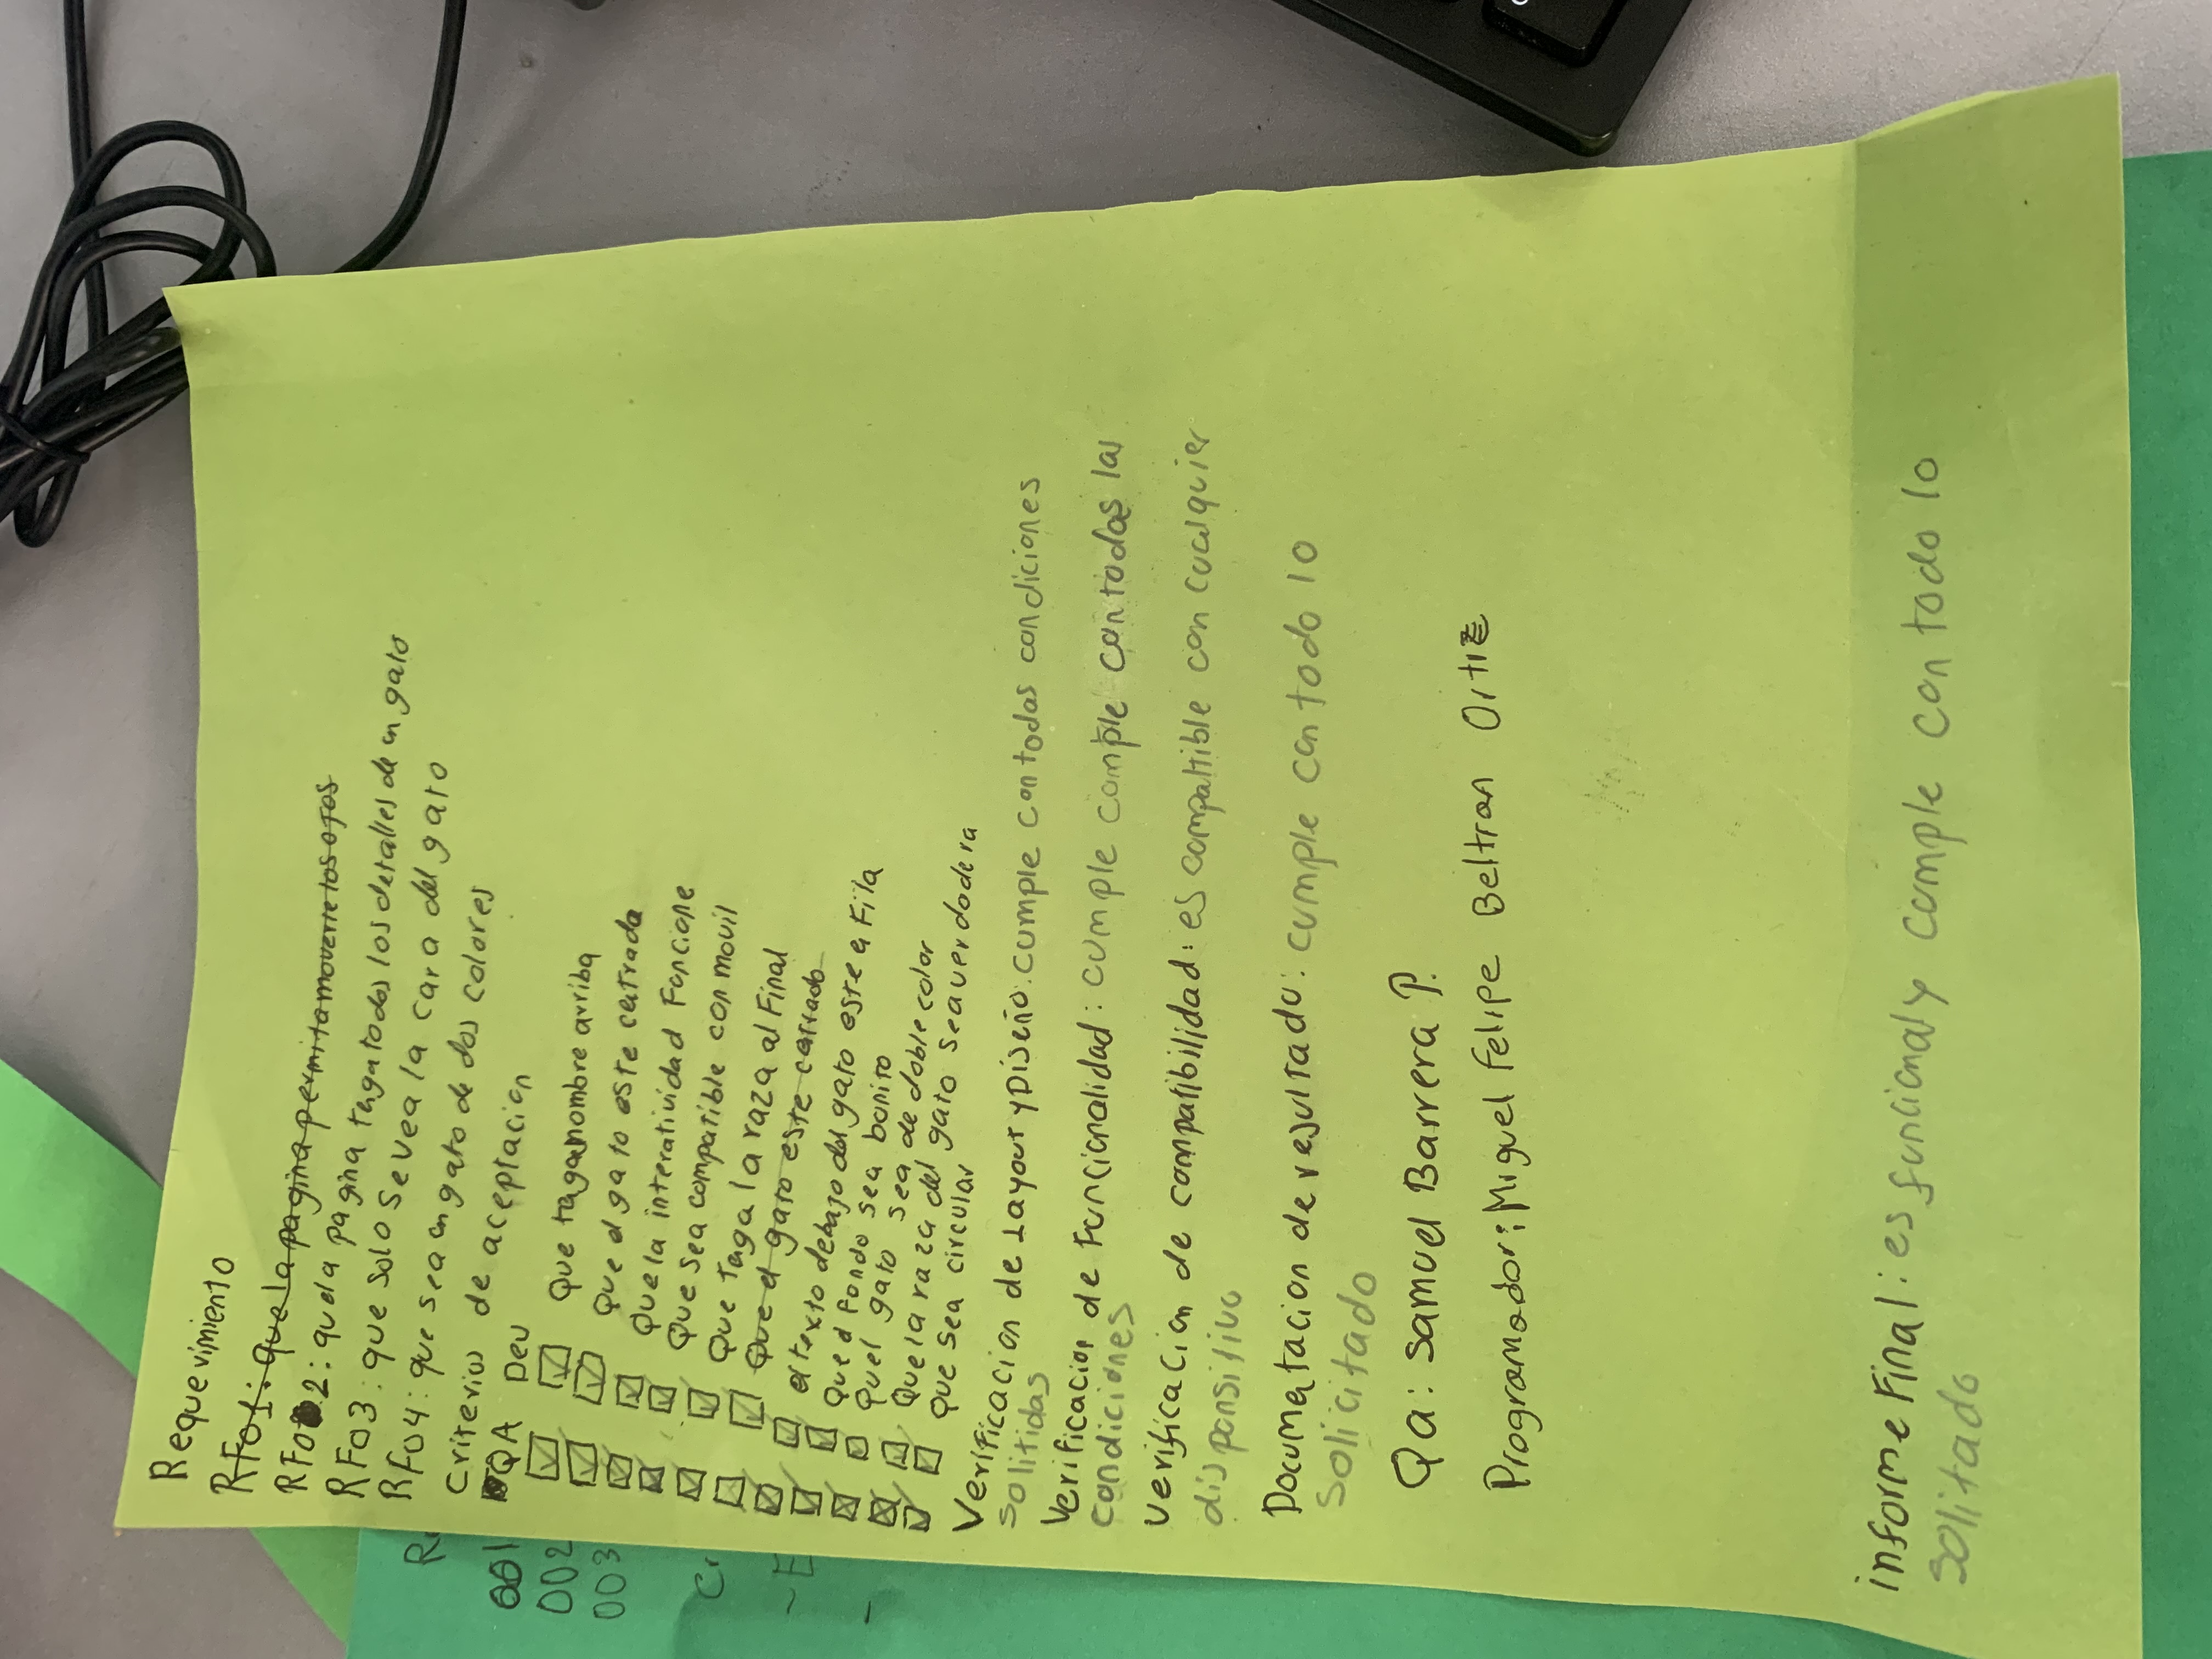 Requerimiento
RF01: que la pagina permita moverle los ojos
RF02: que la pagina tenga todos los detalles de un gato
RF03: que solo se vea la cara del gato
RF04: que sea un gato de dos colores
Criterios de aceptacion
QA Dev
Que tenga nombre arriba
Que el gato este centrado
Que la interatividad Funcione
Que sea compatible con movil
Que tenga la raza al Final
Que el gato este centrado
el texto debajo del gato este en Fila
Que el Fondo sea bonito
Que el gato sea de doble color
Que la raza del gato sea verdadera
Que sea circular
Verificacion de Layout y Diseño: cumple con todas condiciones
solitidas
Verificacion de Funcionalidad: cumple comple con todas las
condiciones
Verificacion de compatibilidad: es compatible con cualquier
dispositivo
Documentacion de resultado: cumple con todo lo
solicitado
Qa: Samuel Barrera P.
Programador: Miguel Felipe Beltran Ortiz
informe Final: es funcional y cumple con todo lo
solitado
001
002
003
Cr
- E
-